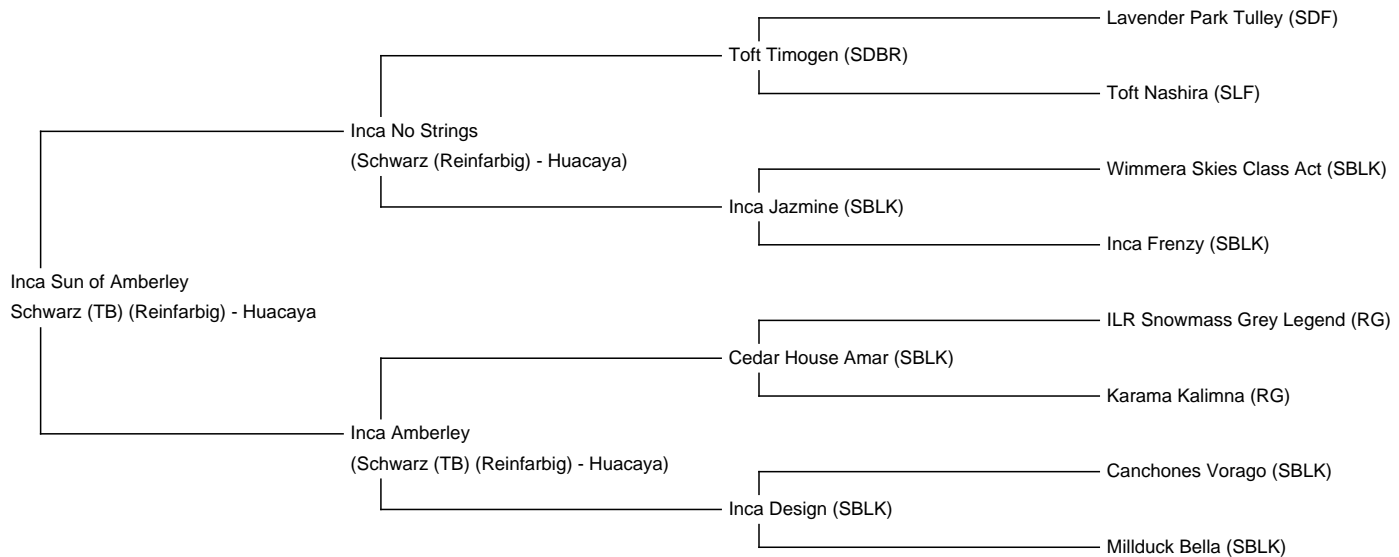 Lavender Park Tulley (SDF)
Toft Timogen (SDBR)
Toft Nashira (SLF)
Inca No Strings
(Schwarz (Reinfarbig) - Huacaya)
Wimmera Skies Class Act (SBLK)
Inca Jazmine (SBLK)
Inca Frenzy (SBLK)
Inca Sun of Amberley
Schwarz (TB) (Reinfarbig) - Huacaya
ILR Snowmass Grey Legend (RG)
Cedar House Amar (SBLK)
Karama Kalimna (RG)
Inca Amberley
(Schwarz (TB) (Reinfarbig) - Huacaya)
Canchones Vorago (SBLK)
Inca Design (SBLK)
Millduck Bella (SBLK)